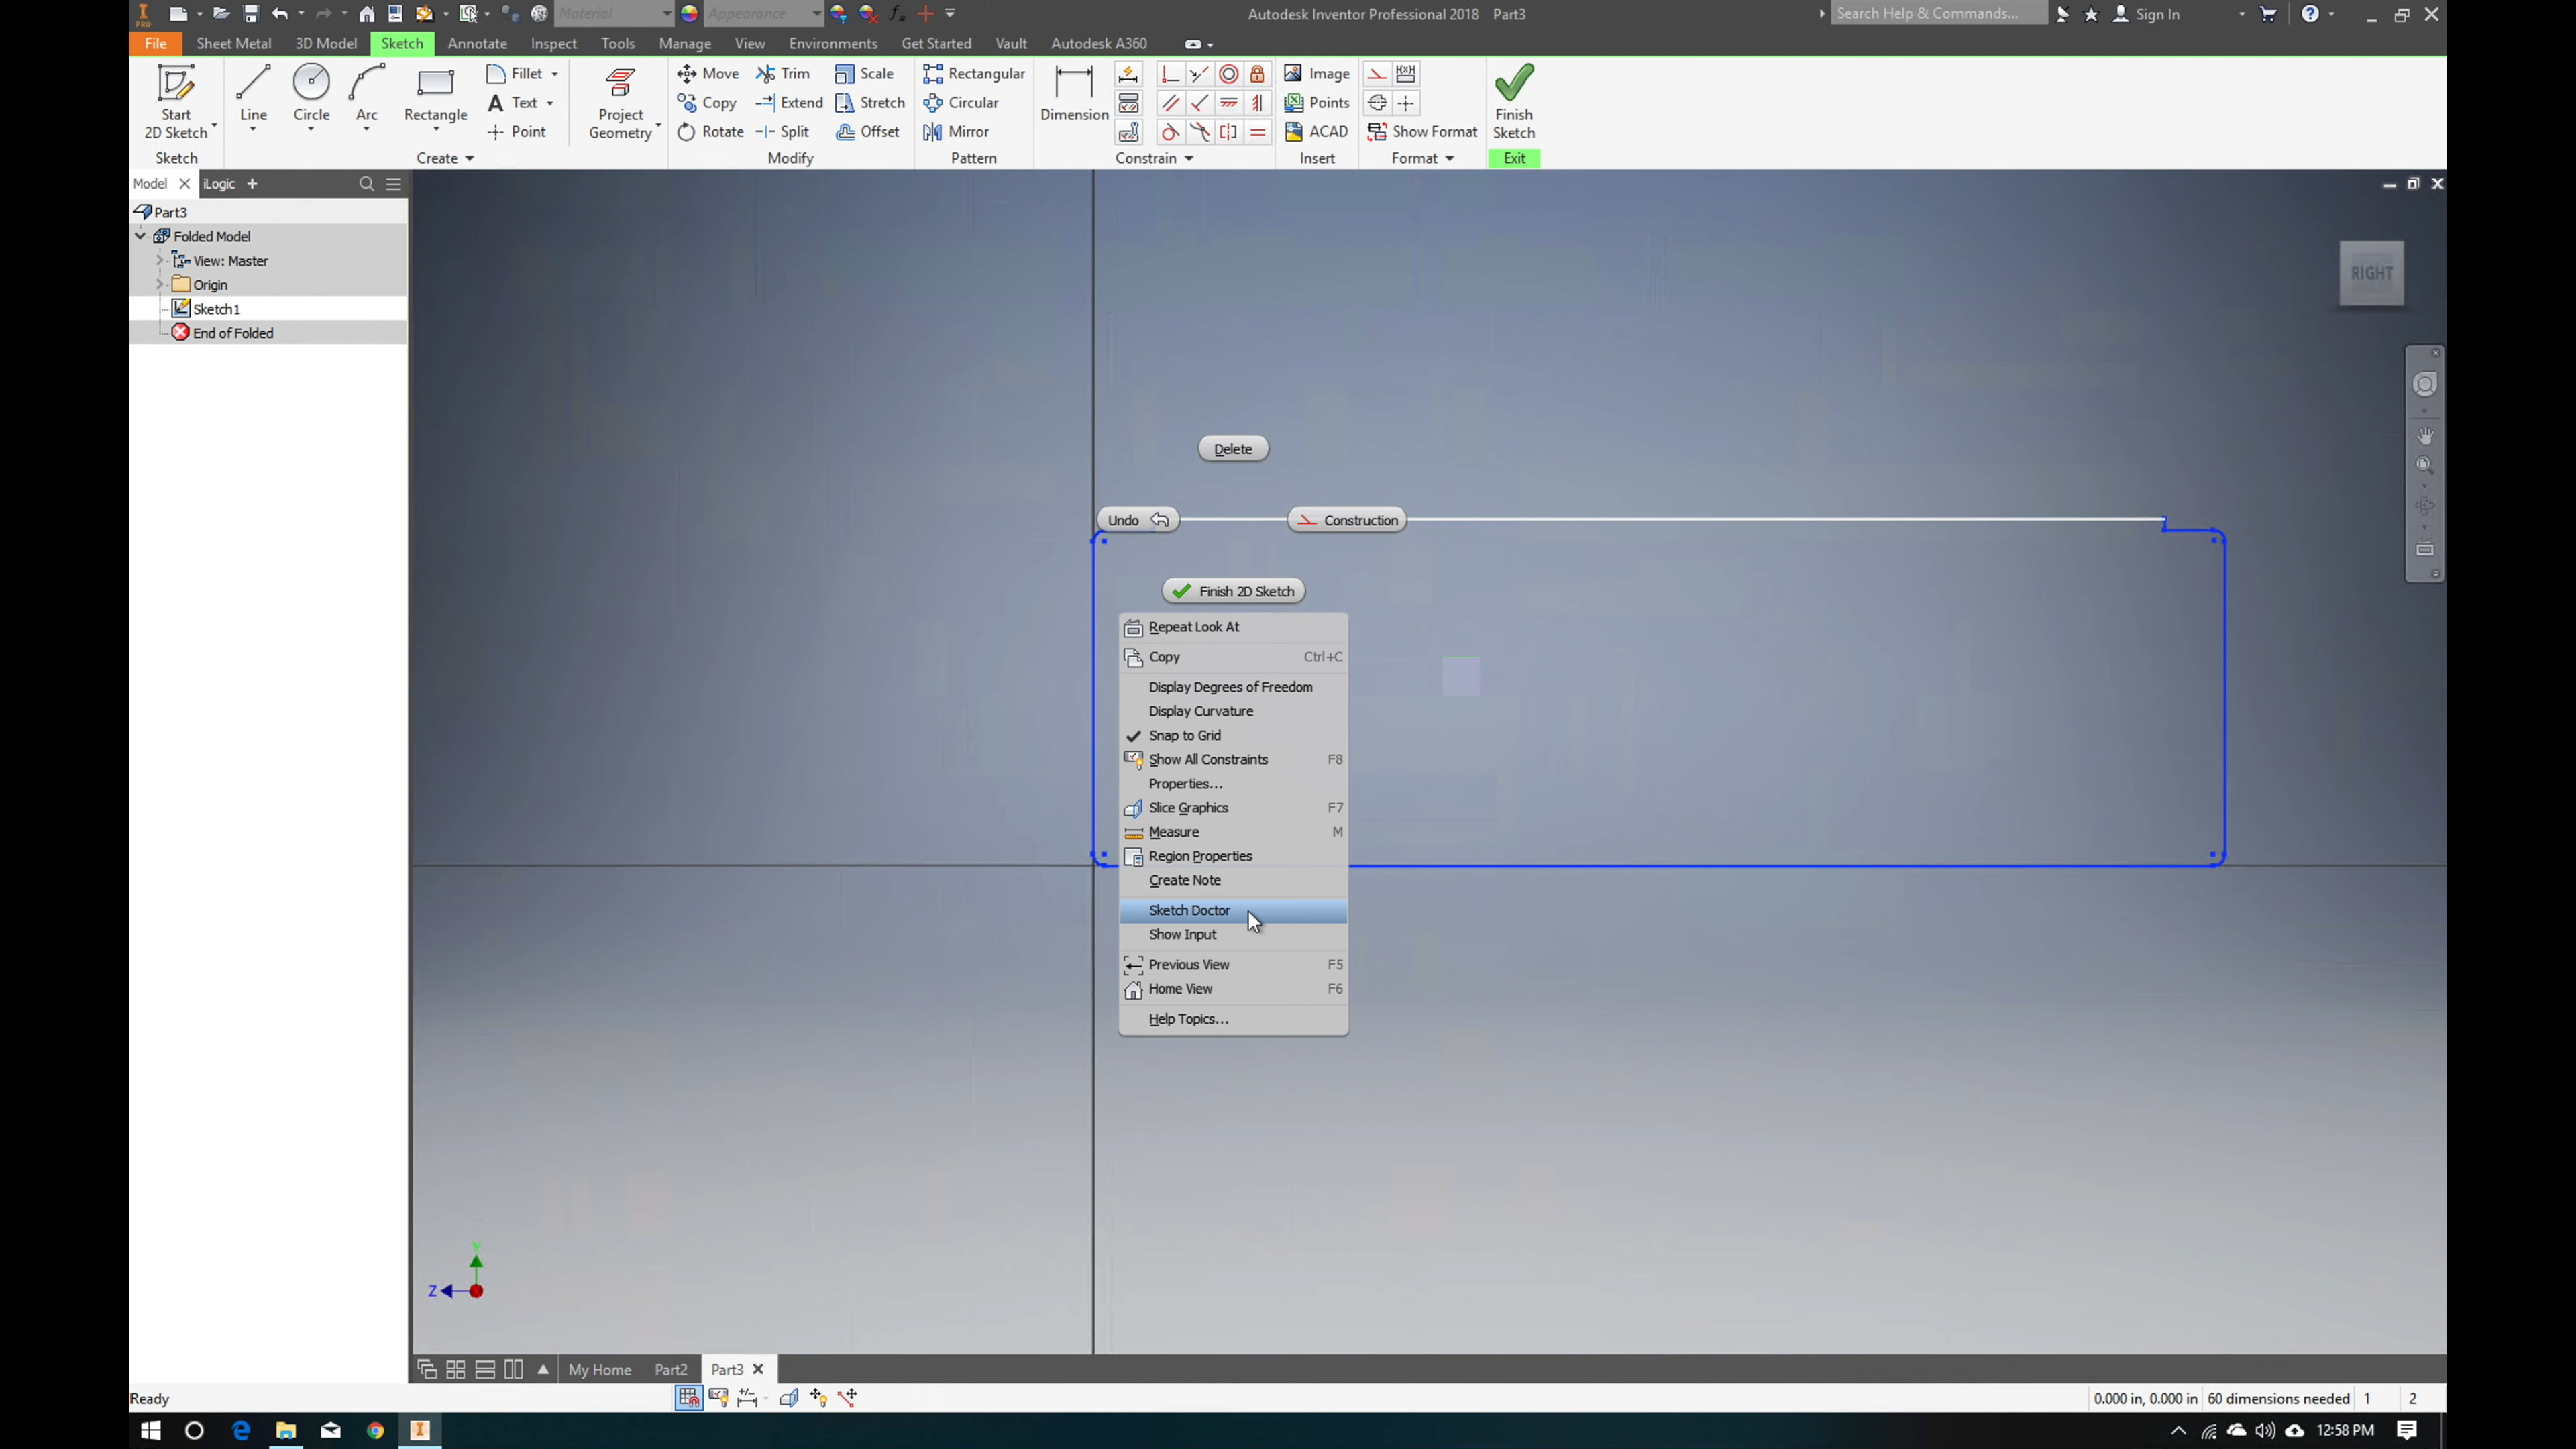 PRO
Material
Appearance
fx
Autodesk Inventor Professional 2018 Part3
Search Help & Commands...
Sign In
File Sheet Metal 3D Model Sketch Annotate Inspect Tools Manage View Environments Get Started Vault Autodesk A360
Start
2D Sketch
Line Circle Arc Rectangle
Fillet
Text
Point
Project
Geometry
Move Trim Scale
Copy Extend Stretch
Rotate Split Offset
Rectangular
Circular
Mirror
Dimension
Image
Points
ACAD
Show Format
Finish
Sketch
Sketch Create Modify Pattern Constrain Insert Format Exit
Model iLogic
Part3
Folded Model
View: Master
Origin
Sketch1
End of Folded
RIGHT
Delete
Undo
Construction
Finish 2D Sketch
Repeat Look At
Copy Ctrl+C
Display Degrees of Freedom
Display Curvature
Snap to Grid
Show All Constraints F8
Properties...
Slice Graphics F7
Measure M
Region Properties
Create Note
Sketch Doctor
Show Input
Previous View F5
Home View F6
Help Topics...
Y
Z
My Home Part2 Part3
Ready
0.000 in, 0.000 in 60 dimensions needed 1 2
12:58 PM